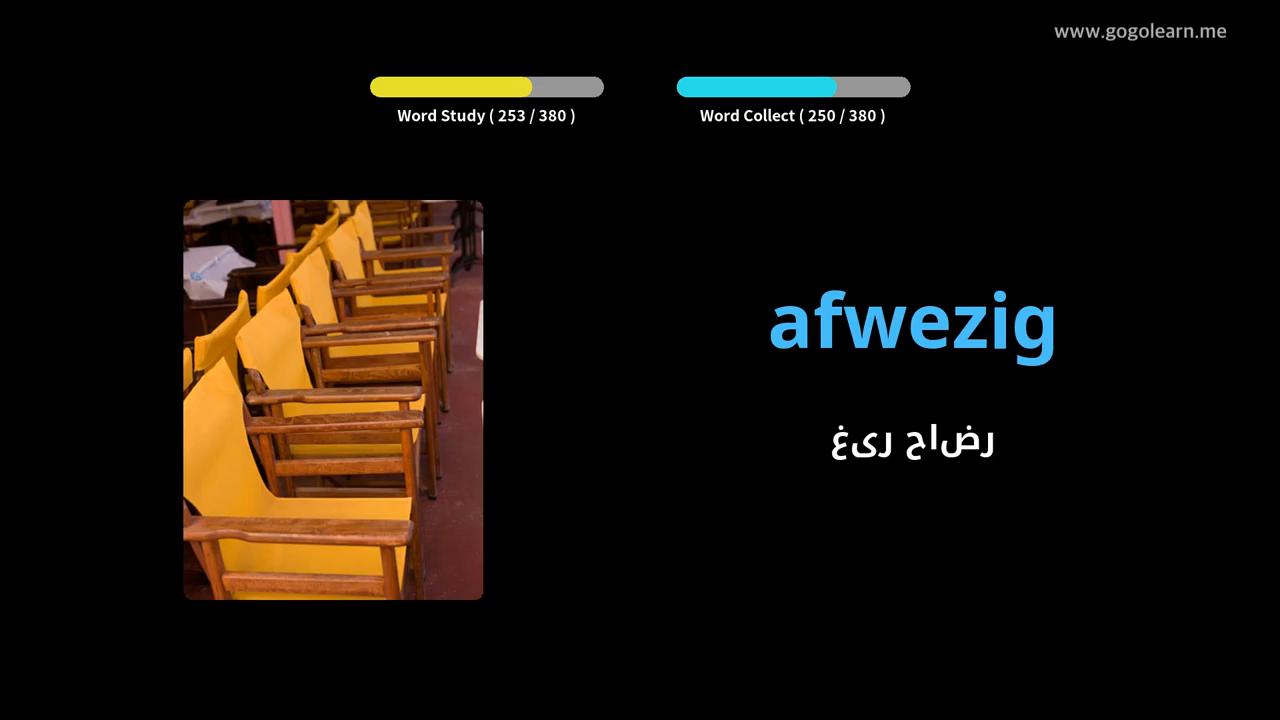 www.gogolearn.me
Word Study ( 253 / 380 )
Word Collect ( 250 / 380 )
afwezig
غیر حاضر